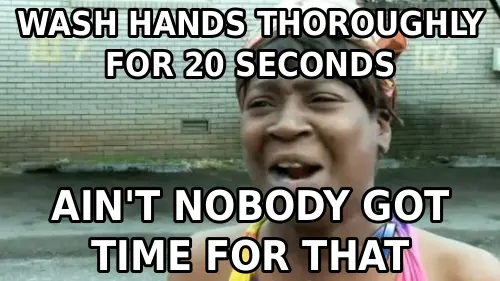 WASH HANDS THOROUGHLY
FOR 20 SECONDS
AIN'T NOBODY GOT
TIME FOR THAT